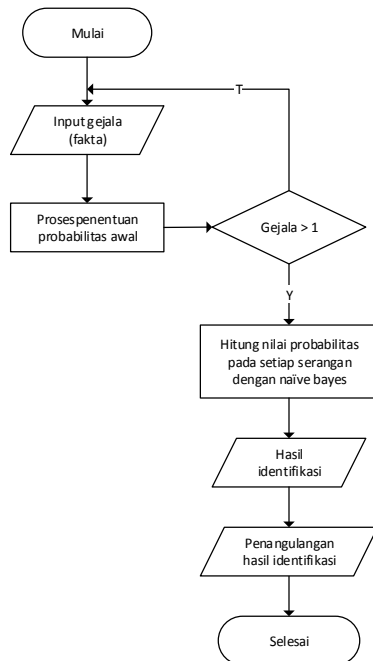 Mulai
T
Input gejala
(fakta)
Prosespenentuan
probabilitas awal
Gejala > 1
Y
Hitung nilai probabilitas
pada setiap serangan
dengan naïve bayes
Hasil
identifikasi
Penangulangan
hasil identifikasi
Selesai